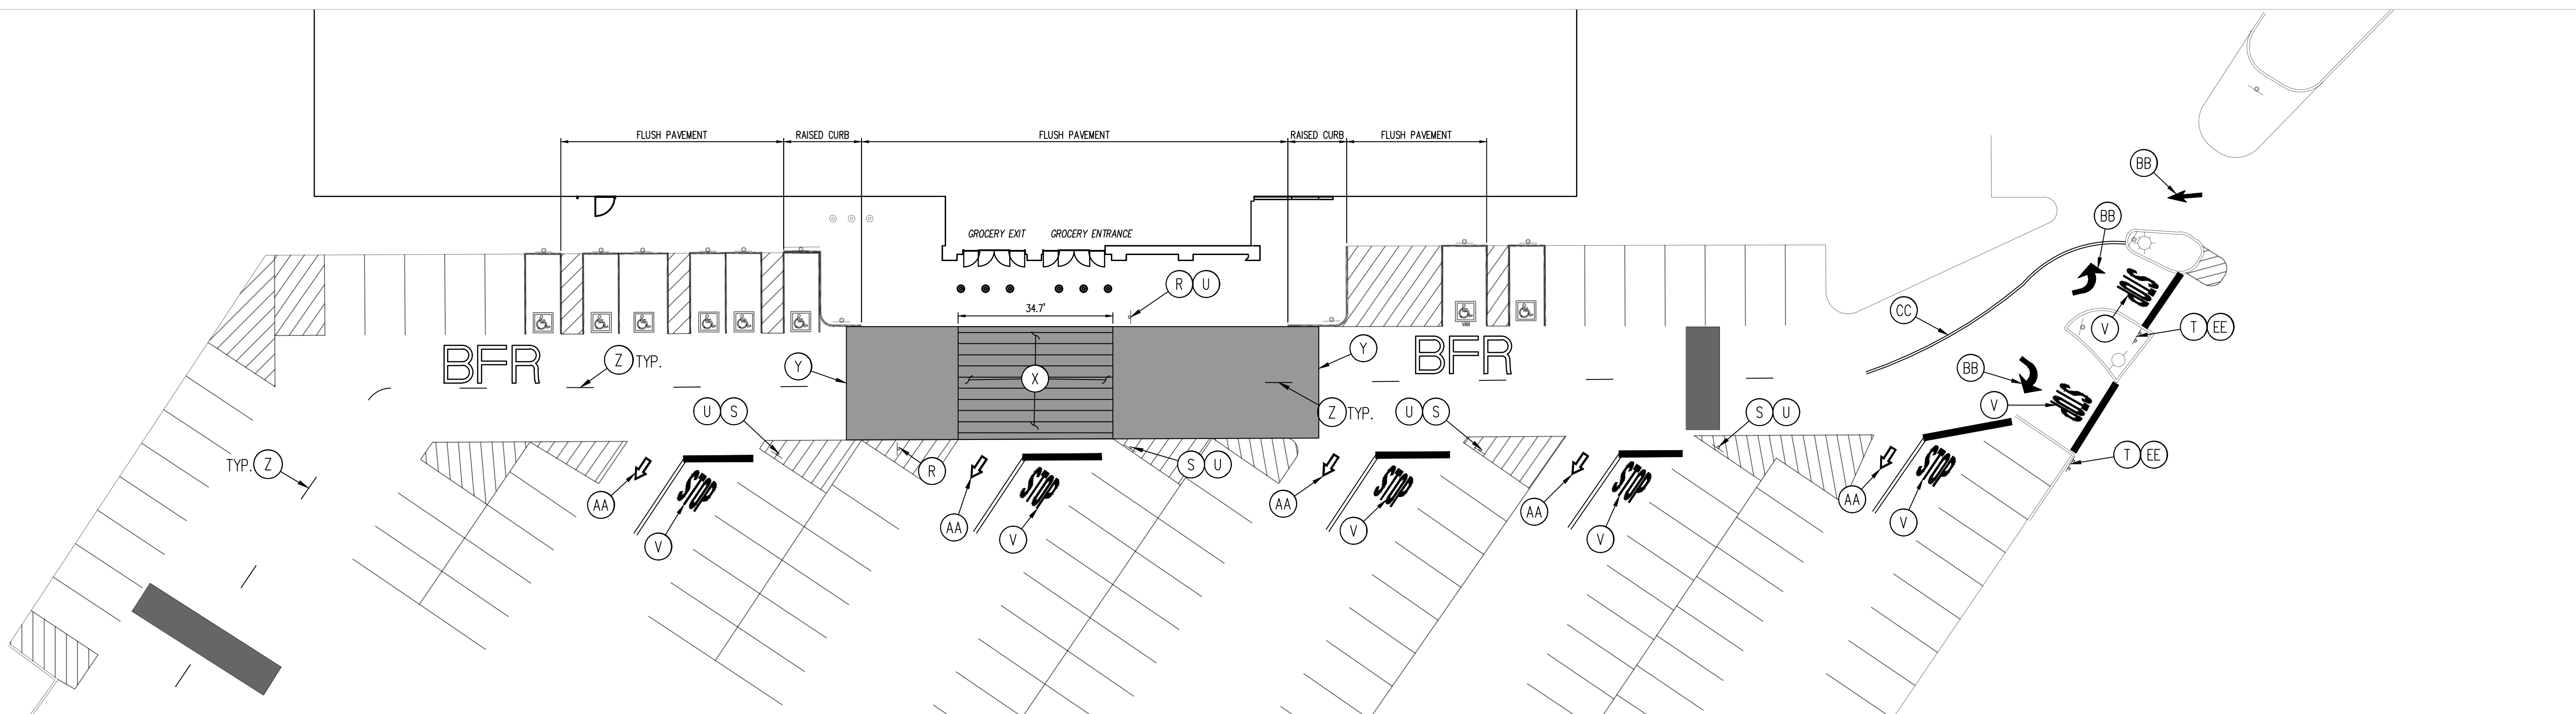 FLUSH PAVEMENT
RAISED CURB
FLUSH PAVEMENT
RAISED CURB
FLUSH PAVEMENT
BB
BB
GROCERY EXIT
GROCERY ENTRANCE
R U
34.7'
CC
VAN
STOP
V
T EE
BFR
Z TYP.
Y
X
Y
BFR
BB
STOP
V
Z TYP.
U S
U S
S U
TYP. Z
R
S U
T EE
AA
STOP
V
AA
STOP
V
AA
STOP
V
AA
STOP
V
AA
STOP
V